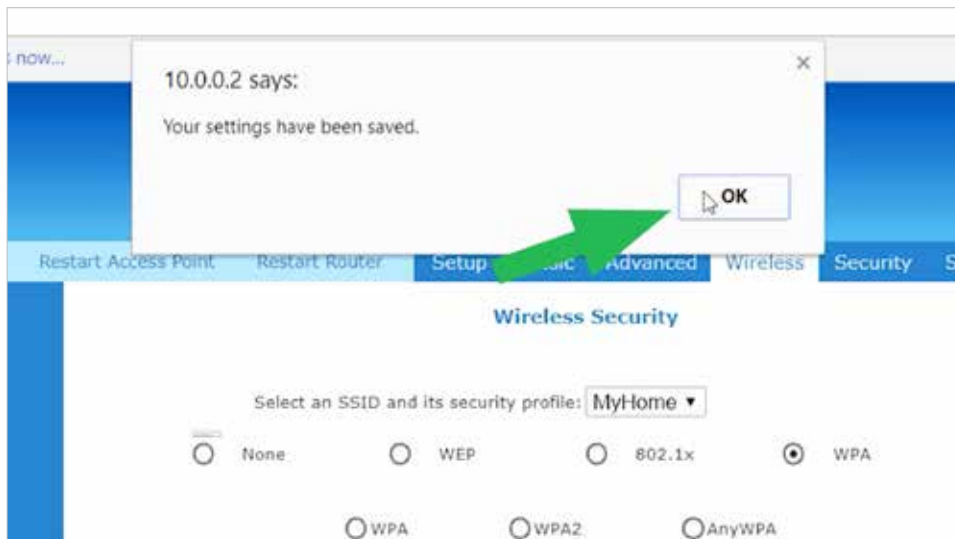 now...
10.0.0.2 says:
Your settings have been saved.
OK
Restart Access Point Restart Router Setup Advanced Wireless Security S
Wireless Security
Select an SSID and its security profile: MyHome
None WEP 802.1x WPA
WPA WPA2 AnyWPA